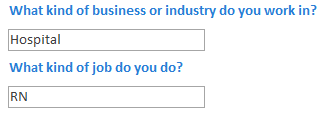 What kind of business or industry do you work in?
Hospital
What kind of job do you do?
RN